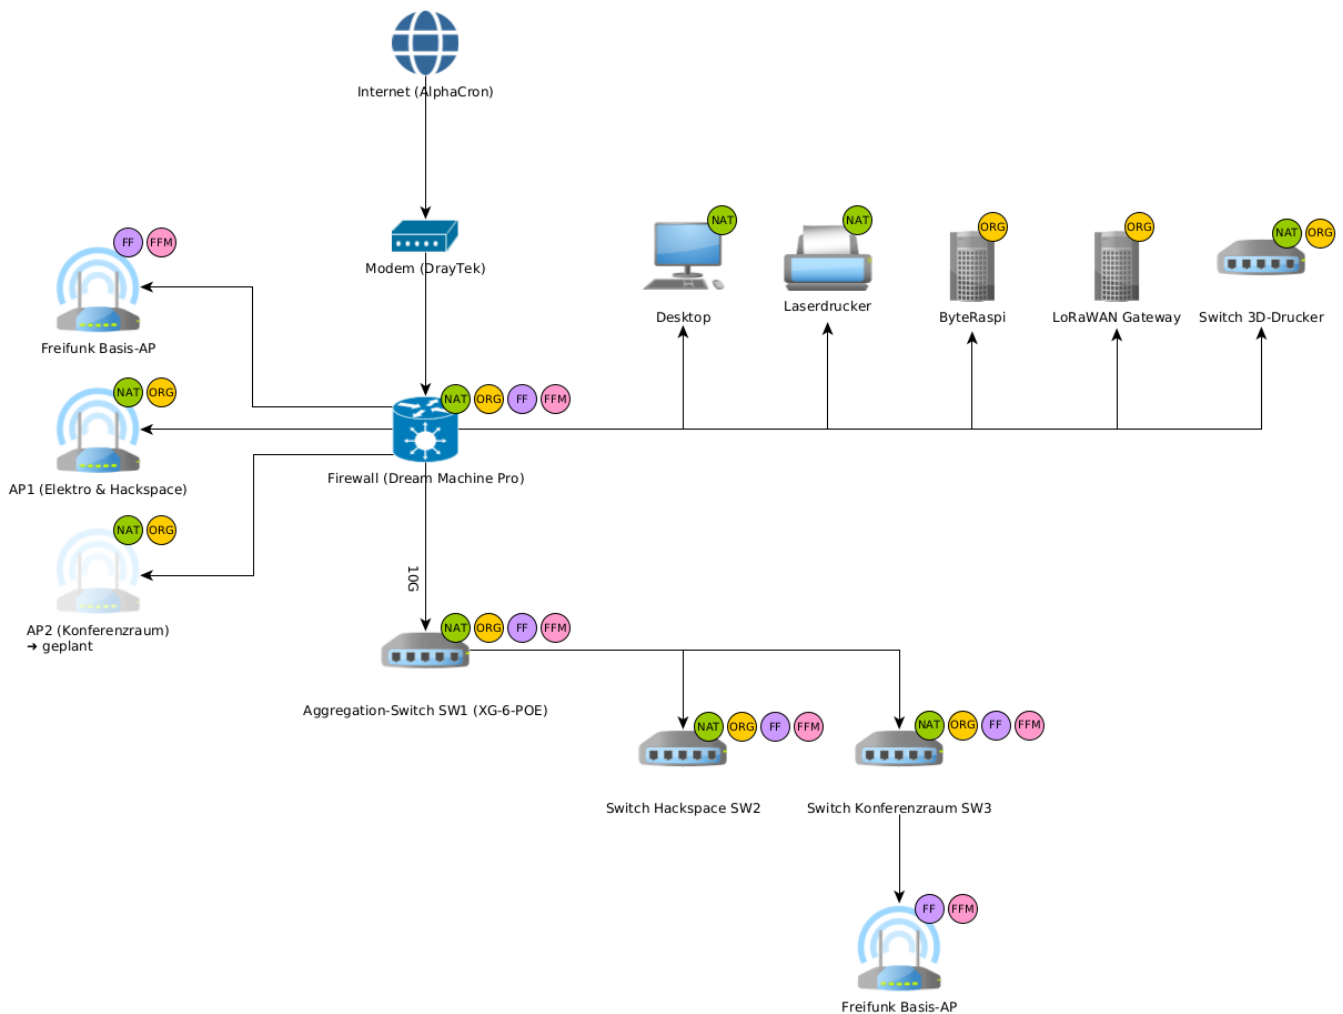 Internet (AlphaCron)
Modem (DrayTek)
FF FFM
Freifunk Basis-AP
NAT ORG
AP1 (Elektro & Hackspace)
NAT ORG
AP2 (Konferenzraum)
➜ geplant
NAT ORG FF FFM
Firewall (Dream Machine Pro)
NAT
Desktop
NAT
Laserdrucker
ORG
ByteRaspi
ORG
LoRaWAN Gateway
NAT ORG
Switch 3D-Drucker
10G
NAT ORG FF FFM
Aggregation-Switch SW1 (XG-6-POE)
NAT ORG FF FFM
Switch Hackspace SW2
NAT ORG FF FFM
Switch Konferenzraum SW3
FF FFM
Freifunk Basis-AP